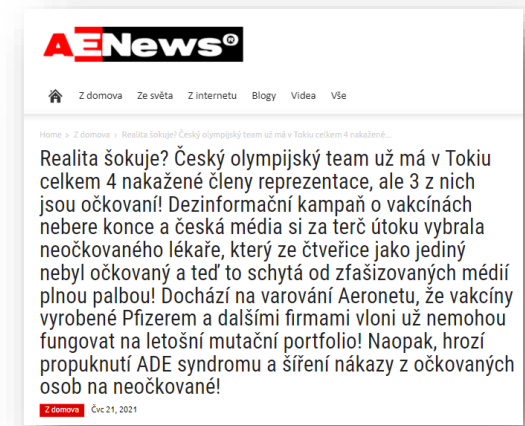 AENews®
Z domova Ze světa Z internetu Blogy Videa Vše
Home › Z domova › Realita šokuje? Český olympijský team už má v Tokiu celkem 4 nakažené...
Realita šokuje? Český olympijský team už má v Tokiu
celkem 4 nakažené členy reprezentace, ale 3 z nich
jsou očkovaní! Dezinformační kampaň o vakcínách
nebere konce a česká média si za terč útoku vybrala
neočkovaného lékaře, který ze čtveřice jako jediný
nebyl očkovaný a teď to schytá od zfašizovaných médií
plnou palbou! Dochází na varování Aeronetu, že vakcíny
vyrobené Pfizerem a dalšími firmami vloni už nemohou
fungovat na letošní mutační portfolio! Naopak, hrozí
propuknutí ADE syndromu a šíření nákazy z očkovaných
osob na neočkované!
Z domova Čvc 21, 2021